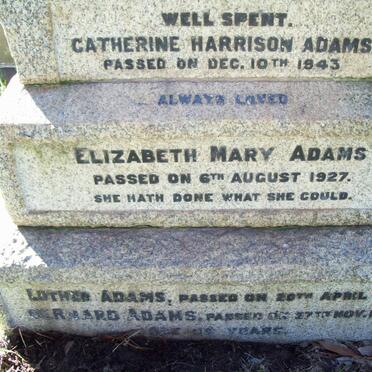 WELL SPENT.
CATHERINE HARRISON ADAMS
PASSED ON DEC. 10TH 1943
ALWAYS LOVED
ELIZABETH MARY ADAMS
PASSED ON 6TH AUGUST 1927.
SHE HATH DONE WHAT SHE COULD.
LUTHER ADAMS, PASSED ON 20TH APRIL
BERNARD ADAMS, PASSED ON 27TH NOV.
YEARS.